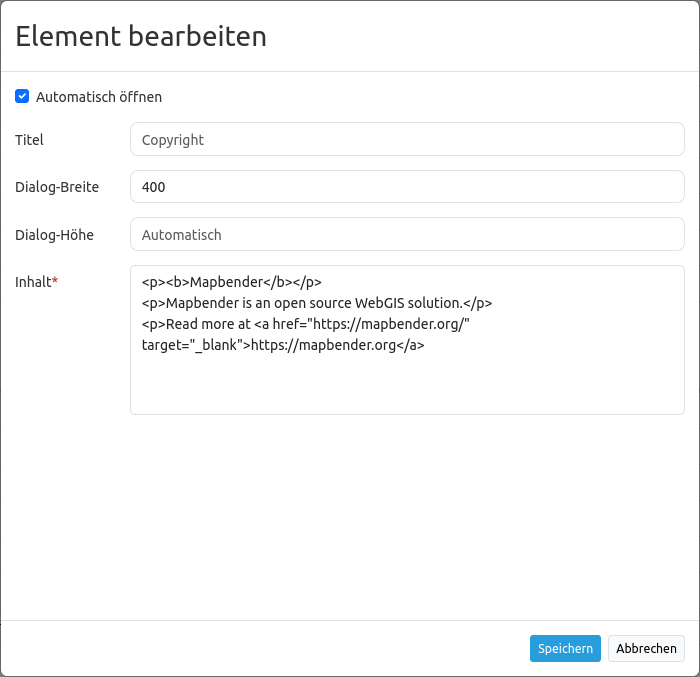 Element bearbeiten
Automatisch öffnen
Titel
Copyright
Dialog-Breite
400
Dialog-Höhe
Automatisch
Inhalt*
<p><b>Mapbender</b></p>
<p>Mapbender is an open source WebGIS solution.</p>
<p>Read more at <a href="https://mapbender.org/"
target="_blank">https://mapbender.org</a>
Speichern
Abbrechen